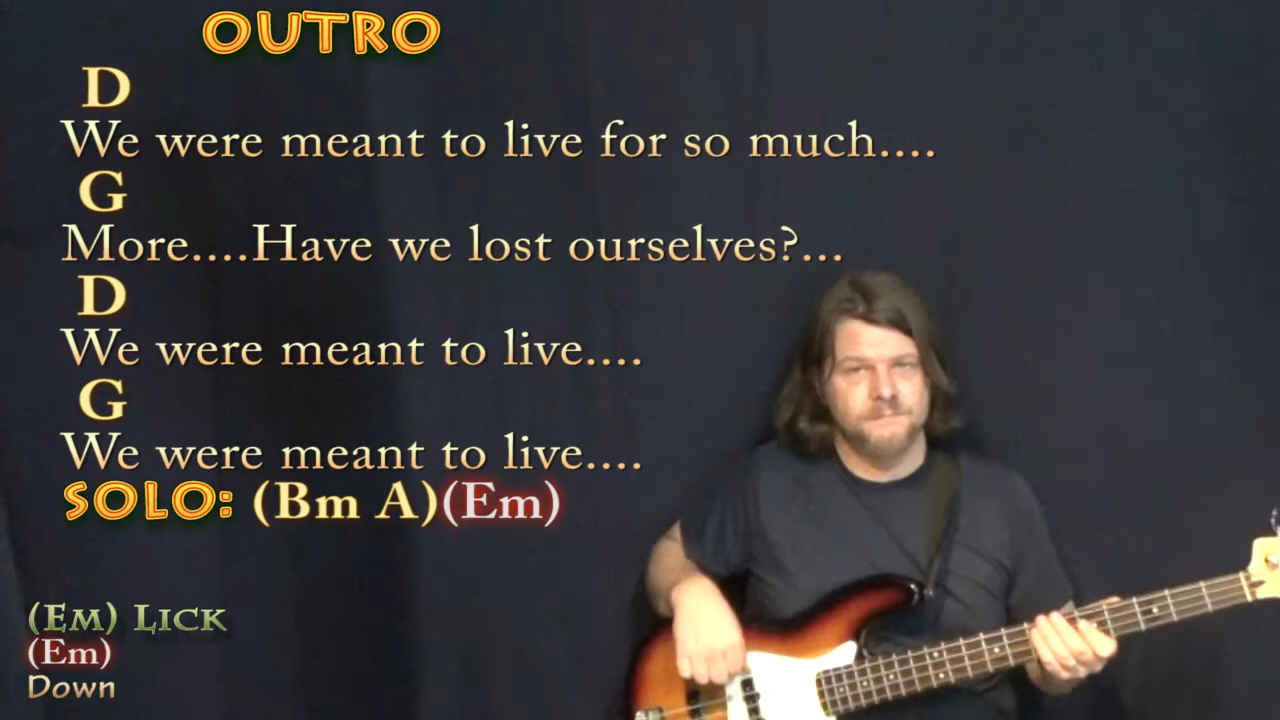 OUTRO
D
We were meant to live for so much....
G
More....Have we lost ourselves?...
D
We were meant to live....
G
We were meant to live....
SOLO: (Bm A)(Em)
(Em) Lick
(Em)
Down